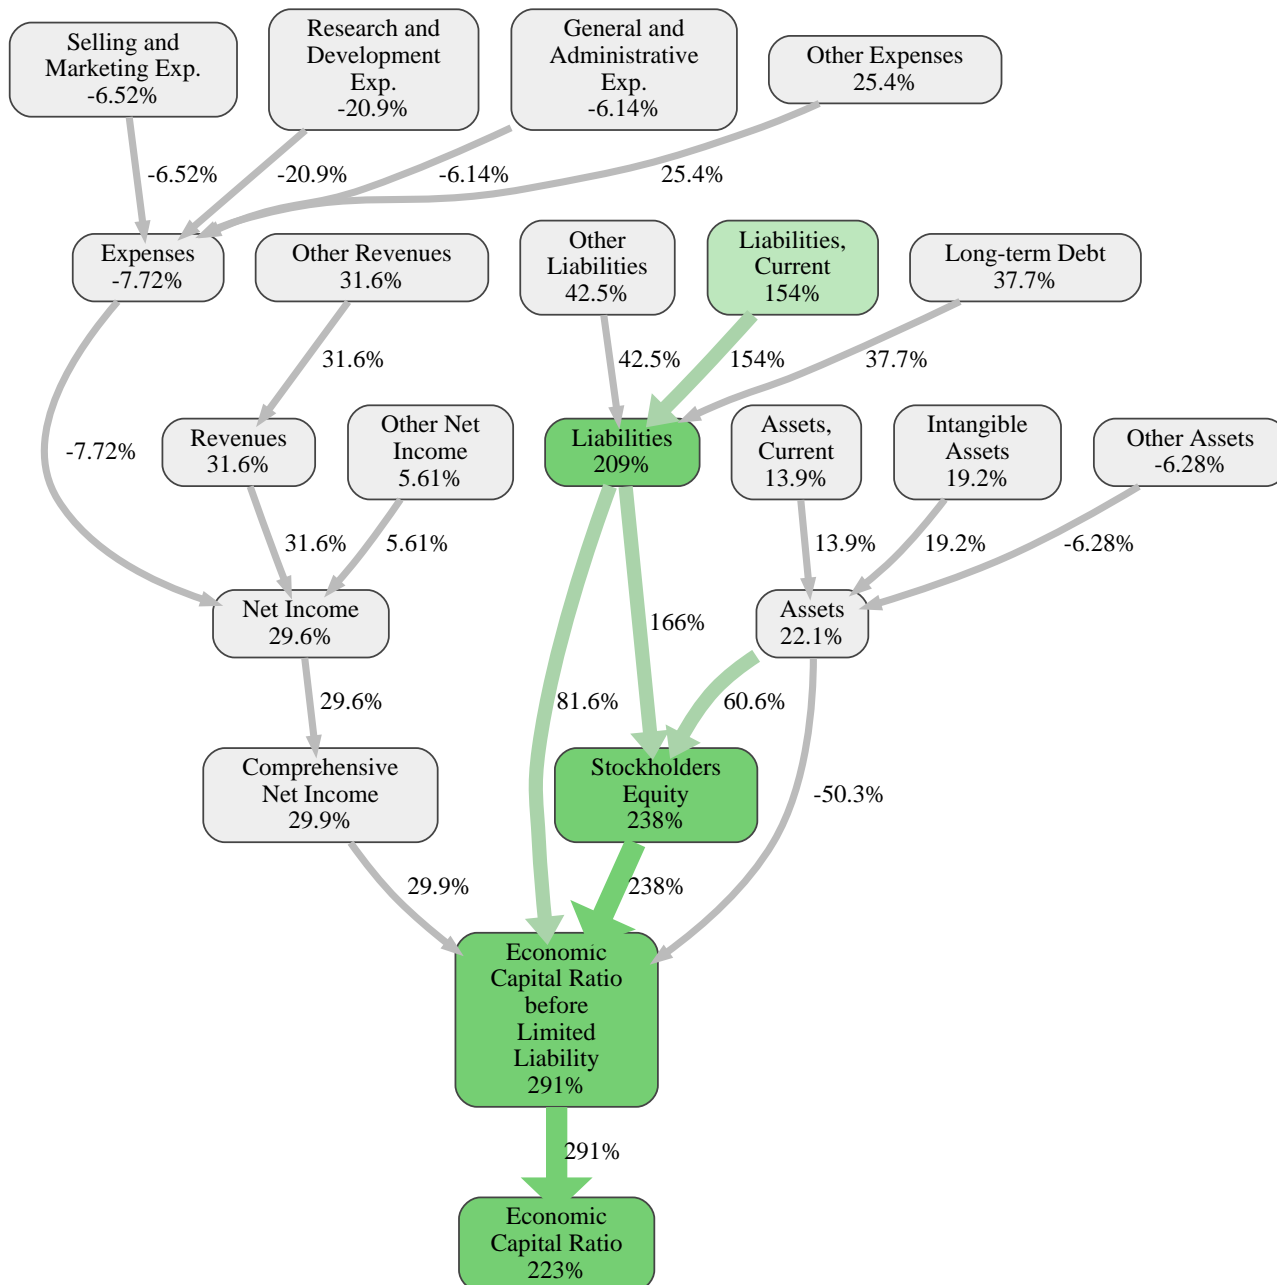 Selling and
Marketing Exp.
-6.52%
Research and
Development
Exp.
-20.9%
General and
Administrative
Exp.
-6.14%
Other Expenses
25.4%
-6.52%
-20.9%
-6.14%
25.4%
Expenses
-7.72%
Other Revenues
31.6%
Other
Liabilities
42.5%
Liabilities,
Current
154%
Long-term Debt
37.7%
31.6%
42.5%
154%
37.7%
-7.72%
Revenues
31.6%
Other Net
Income
5.61%
Liabilities
209%
Assets,
Current
13.9%
Intangible
Assets
19.2%
Other Assets
-6.28%
31.6%
5.61%
13.9%
19.2%
-6.28%
Net Income
29.6%
166%
Assets
22.1%
29.6%
81.6%
60.6%
Comprehensive
Net Income
29.9%
Stockholders
Equity
238%
-50.3%
29.9%
238%
Economic
Capital Ratio
before
Limited
Liability
291%
291%
Economic
Capital Ratio
223%